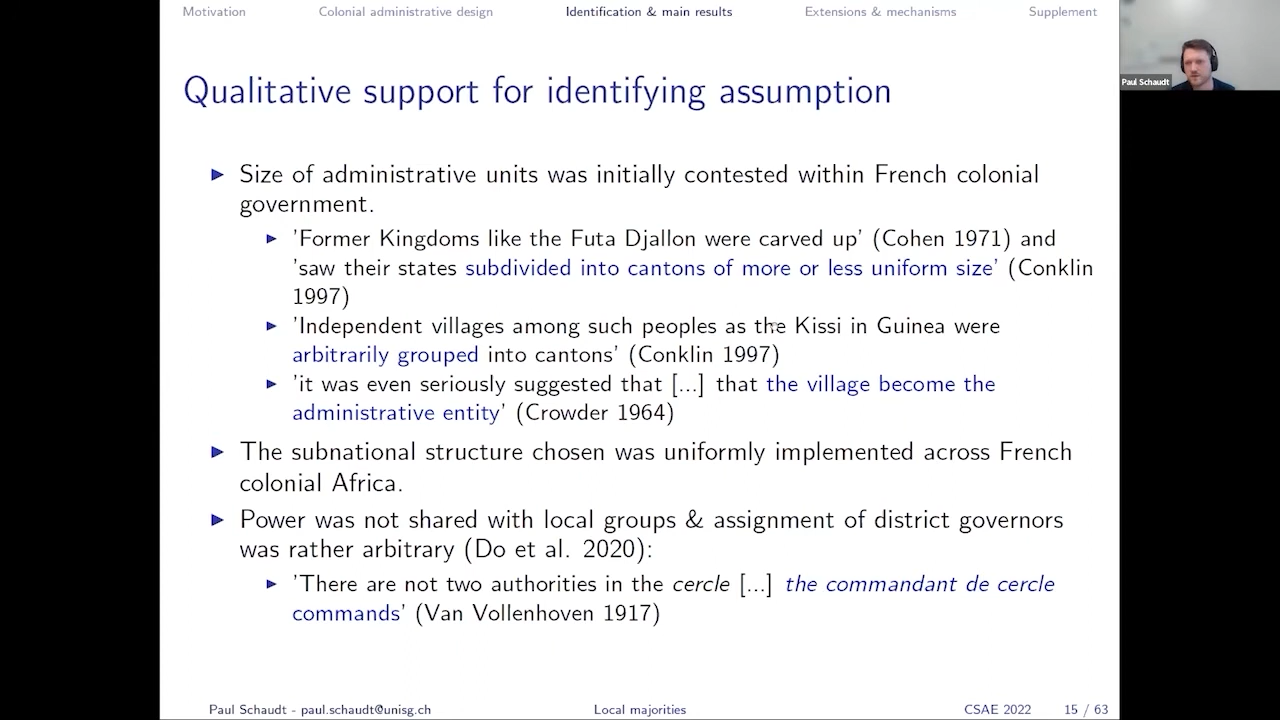 Motivation Colonial administrative design Identification & main results Extensions & mechanisms Supplement
Paul Schaudt
Qualitative support for identifying assumption
Size of administrative units was initially contested within French colonial
government.
'Former Kingdoms like the Futa Djallon were carved up' (Cohen 1971) and
'saw their states subdivided into cantons of more or less uniform size' (Conklin
1997)
'Independent villages among such peoples as the Kissi in Guinea were
arbitrarily grouped into cantons' (Conklin 1997)
'it was even seriously suggested that [...] that the village become the
administrative entity' (Crowder 1964)
The subnational structure chosen was uniformly implemented across French
colonial Africa.
Power was not shared with local groups & assignment of district governors
was rather arbitrary (Do et al. 2020):
'There are not two authorities in the cercle [...] the commandant de cercle
commands' (Van Vollenhoven 1917)
Paul Schaudt - paul.schaudt@unisg.ch Local majorities CSAE 2022 15 / 63